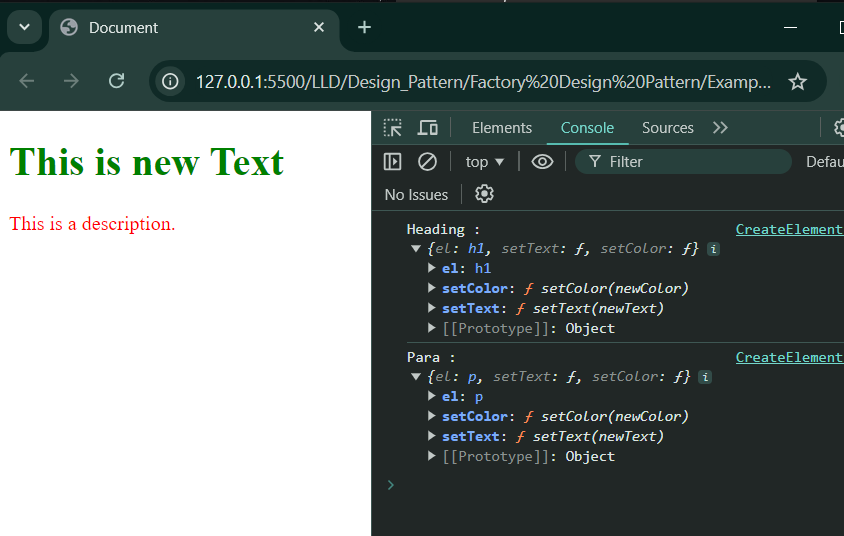 Document
127.0.0.1:5500/LLD/Design_Pattern/Factory%20Design%20Pattern/Examp...
This is new Text
This is a description.
Elements Console Sources
top Filter
No Issues
Heading : CreateElement
{el: h1, setText: ƒ, setColor: ƒ} i
el: h1
setColor: ƒ setColor(newColor)
setText: ƒ setText(newText)
[[Prototype]]: Object
Para : CreateElement
{el: p, setText: ƒ, setColor: ƒ} i
el: p
setColor: ƒ setColor(newColor)
setText: ƒ setText(newText)
[[Prototype]]: Object